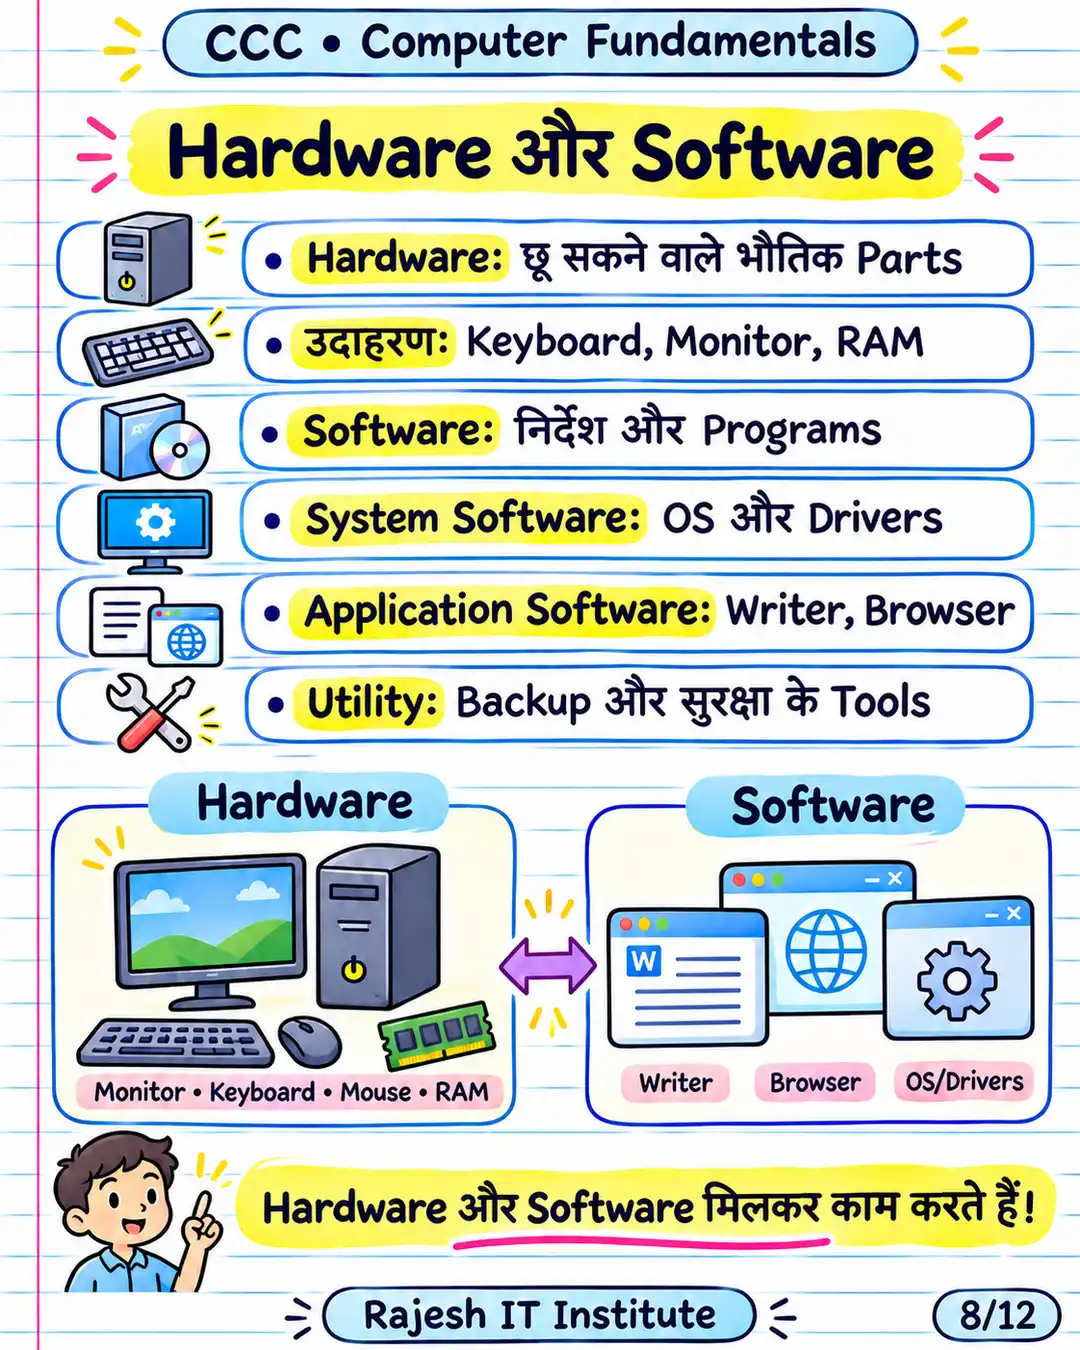 CCC • Computer Fundamentals
Hardware और Software
• Hardware: छू सकने वाले भौतिक Parts
• उदाहरण: Keyboard, Monitor, RAM
• Software: निर्देश और Programs
• System Software: OS और Drivers
• Application Software: Writer, Browser
• Utility: Backup और सुरक्षा के Tools
Hardware
Monitor • Keyboard • Mouse • RAM
Software
W
Writer
Browser
OS/Drivers
Hardware और Software मिलकर काम करते हैं!
Rajesh IT Institute
8/12